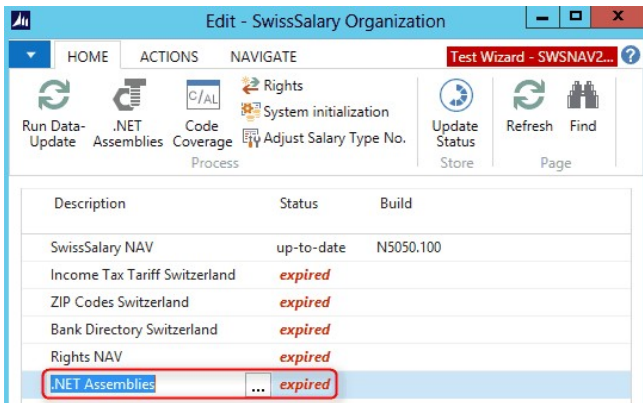 Edit - SwissSalary Organization
HOME ACTIONS NAVIGATE Test Wizard - SWSNAV2...
Run Data-Update
.NET Assemblies
C/AL Code Coverage
Rights
System initialization
Adjust Salary Type No.
Update Status
Refresh
Find
Process Store Page
Description Status Build
SwissSalary NAV up-to-date N5050.100
Income Tax Tariff Switzerland expired
ZIP Codes Switzerland expired
Bank Directory Switzerland expired
Rights NAV expired
.NET Assemblies ... expired